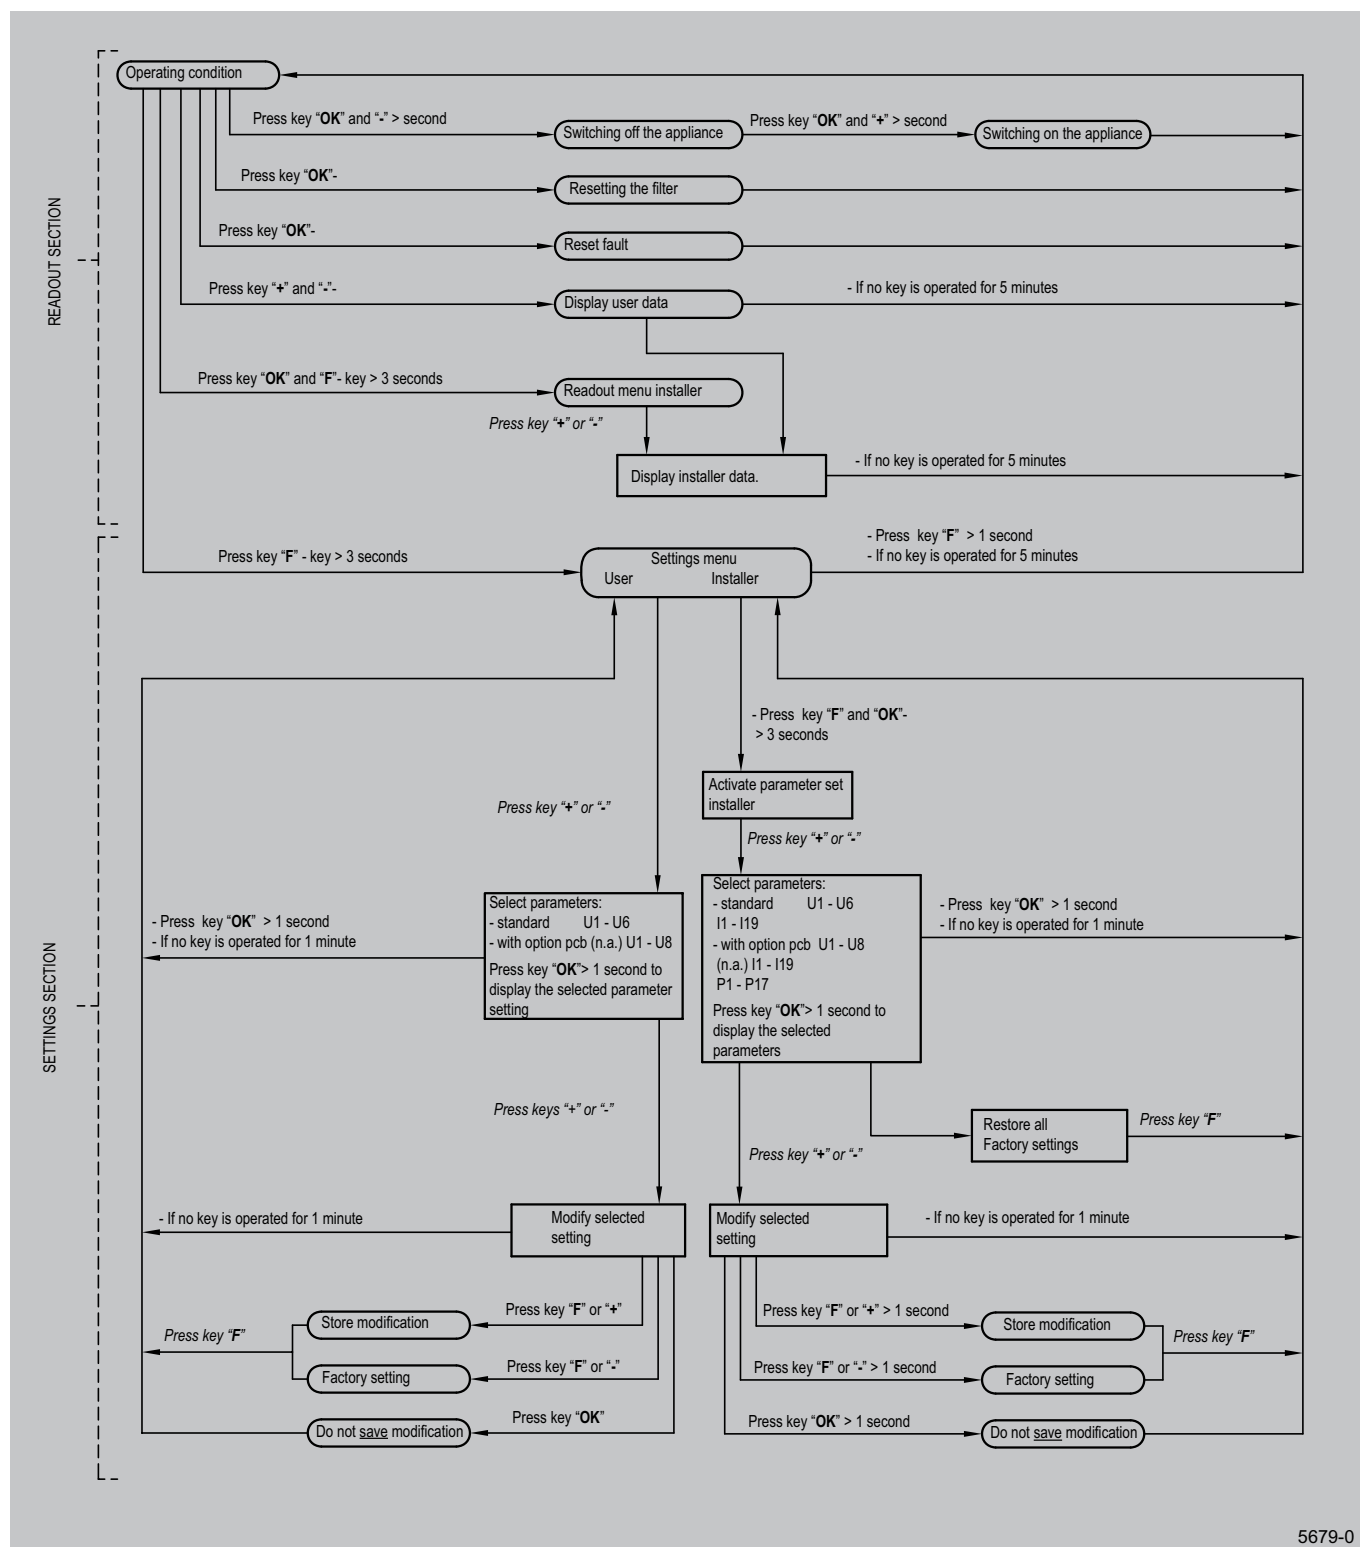 Operating condition
Press key “OK” and “-” > second
Switching off the appliance
Press key “OK” and “+” > second
Switching on the appliance
Press key “OK”-
Resetting the filter
READOUT SECTION
Press key “OK”-
Reset fault
Press key “+” and “-”-
Display user data
- If no key is operated for 5 minutes
Press key “OK” and “F”- key > 3 seconds
Readout menu installer
Press key “+” or “-”
Display installer data.
- If no key is operated for 5 minutes
Press key “F” - key > 3 seconds
Settings menu
User Installer
- Press key “F” > 1 second
- If no key is operated for 5 minutes
- Press key “F” and “OK”-
> 3 seconds
Activate parameter set
installer
Press key “+” or “-”
Press key “+” or “-”
SETTINGS SECTION
- Press key “OK” > 1 second
- If no key is operated for 1 minute
Select parameters:
- standard U1 - U6
- with option pcb (n.a.) U1 - U8
Press key “OK”> 1 second to
display the selected parameter
setting
Select parameters:
- standard U1 - U6
I1 - I19
- with option pcb U1 - U8
(n.a.) I1 - I19
P1 - P17
Press key “OK”> 1 second to
display the selected
parameters
- Press key “OK” > 1 second
- If no key is operated for 1 minute
Press keys “+” or “-”
Restore all
Factory settings
Press key “F”
Press key “+” or “-”
- If no key is operated for 1 minute
Modify selected
setting
Modify selected
setting
- If no key is operated for 1 minute
Press key “F” or “+”
Store modification
Press key “F”
Press key “F” or “-”
Factory setting
Press key “OK”
Do not save modification
Press key “F” or “+” > 1 second
Store modification
Press key “F”
Press key “F” or “-” > 1 second
Factory setting
Press key “OK” > 1 second
Do not save modification
5679-0